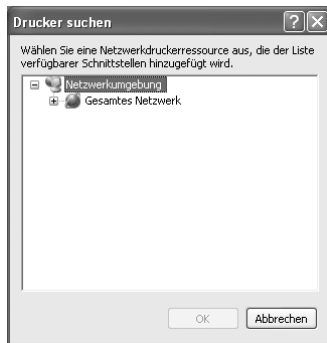 Drucker suchen
Wählen Sie eine Netzwerkdruckerressource aus, die der Liste
verfügbarer Schnittstellen hinzugefügt wird.
Netzwerkumgebung
Gesamtes Netzwerk
OK
Abbrechen